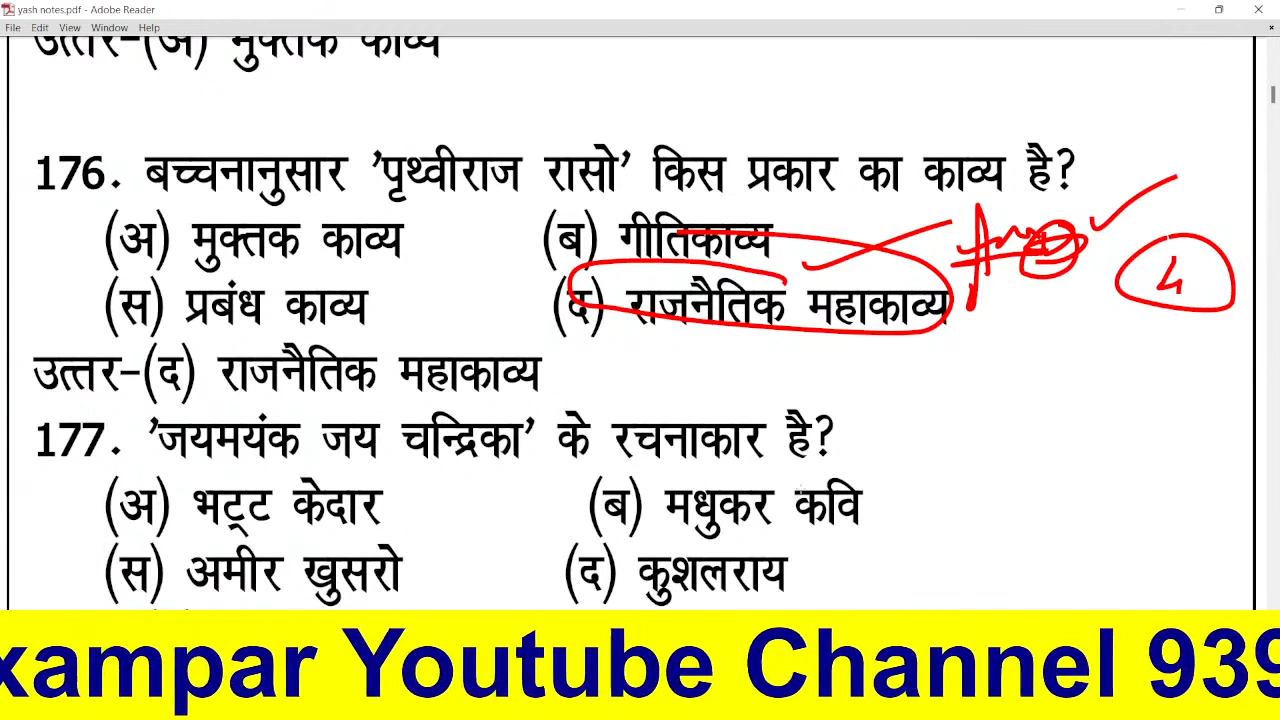 yash notes.pdf - Adobe Reader
File Edit View Window Help
उत्तर-(अ) मुक्तक काव्य
176. बच्चनानुसार 'पृथ्वीराज रासो' किस प्रकार का काव्य है?
(अ) मुक्तक काव्य (ब) गीतिकाव्य
(स) प्रबंध काव्य (द) राजनैतिक महाकाव्य
4
उत्तर-(द) राजनैतिक महाकाव्य
177. 'जयमयंक जय चन्द्रिका' के रचनाकार है?
(अ) भट्ट केदार (ब) मधुकर कवि
(स) अमीर खुसरो (द) कुशलराय
xampar Youtube Channel 939